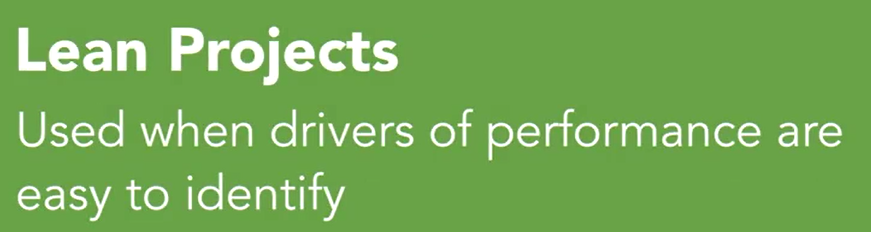 Lean Projects
Used when drivers of performance are
easy to identify